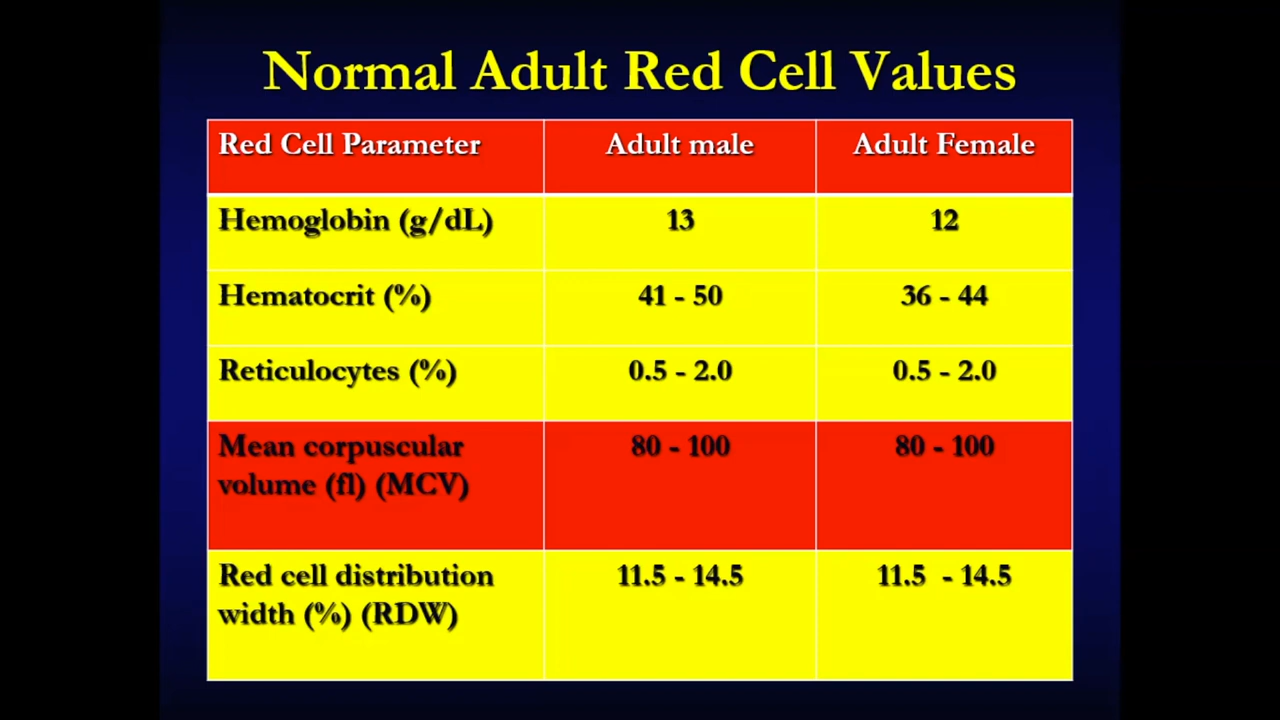 Normal Adult Red Cell Values
Red Cell Parameter Adult male Adult Female
Hemoglobin (g/dL) 13 12
Hematocrit (%) 41 - 50 36 - 44
Reticulocytes (%) 0.5 - 2.0 0.5 - 2.0
Mean corpuscular 80 - 100 80 - 100
volume (fl) (MCV)
Red cell distribution 11.5 - 14.5 11.5 - 14.5
width (%) (RDW)